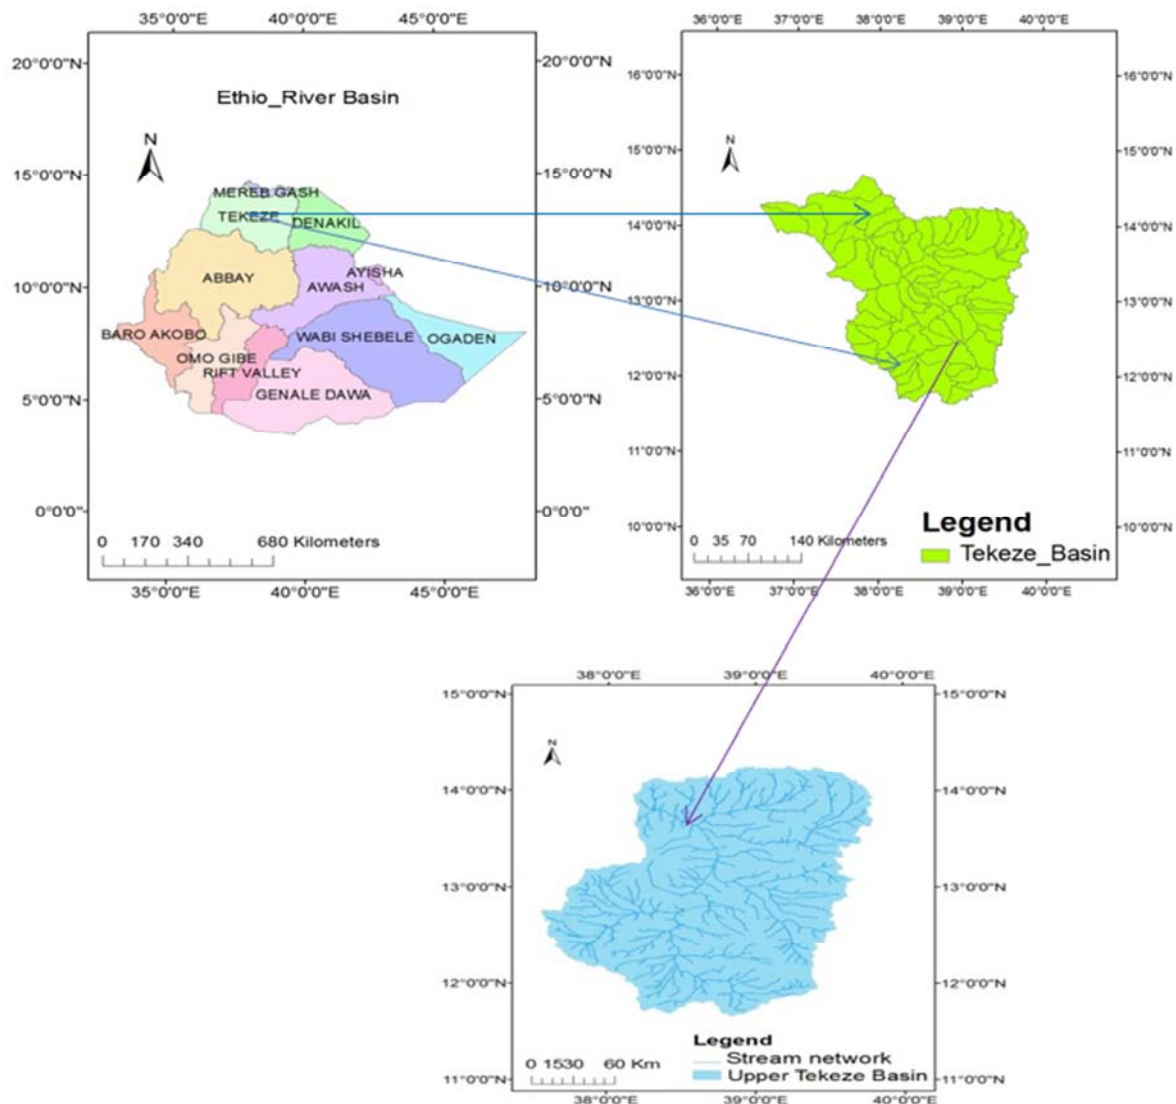 35°0'0"E 40°0'0"E 45°0'0"E
20°0'0"N 20°0'0"N
Ethio_River Basin
N
15°0'0"N 15°0'0"N
MEREB GASH
TEKEZE DENAKIL
ABBAY AYISHA
10°0'0"N AWASH 10°0'0"N
BARO AKOBO WABI SHEBELE OGADEN
OMO GIBE
RIFT VALLEY
GENALE DAWA
5°0'0"N 5°0'0"N
0°0'0" 0°0'0"
0 170 340 680 Kilometers
35°0'0"E 40°0'0"E 45°0'0"E
36°0'0"E 37°0'0"E 38°0'0"E 39°0'0"E 40°0'0"E
16°0'0"N 16°0'0"N
N
15°0'0"N 15°0'0"N
14°0'0"N 14°0'0"N
13°0'0"N 13°0'0"N
12°0'0"N 12°0'0"N
11°0'0"N 11°0'0"N
10°0'0"N 10°0'0"N
Legend
0 35 70 140 Kilometers Tekeze_Basin
36°0'0"E 37°0'0"E 38°0'0"E 39°0'0"E 40°0'0"E
38°0'0"E 39°0'0"E 40°0'0"E
15°0'0"N 15°0'0"N
N
14°0'0"N 14°0'0"N
13°0'0"N 13°0'0"N
12°0'0"N 12°0'0"N
Legend
0 1530 60 Km Stream network
Upper Tekeze Basin
11°0'0"N 11°0'0"N
38°0'0"E 39°0'0"E 40°0'0"E